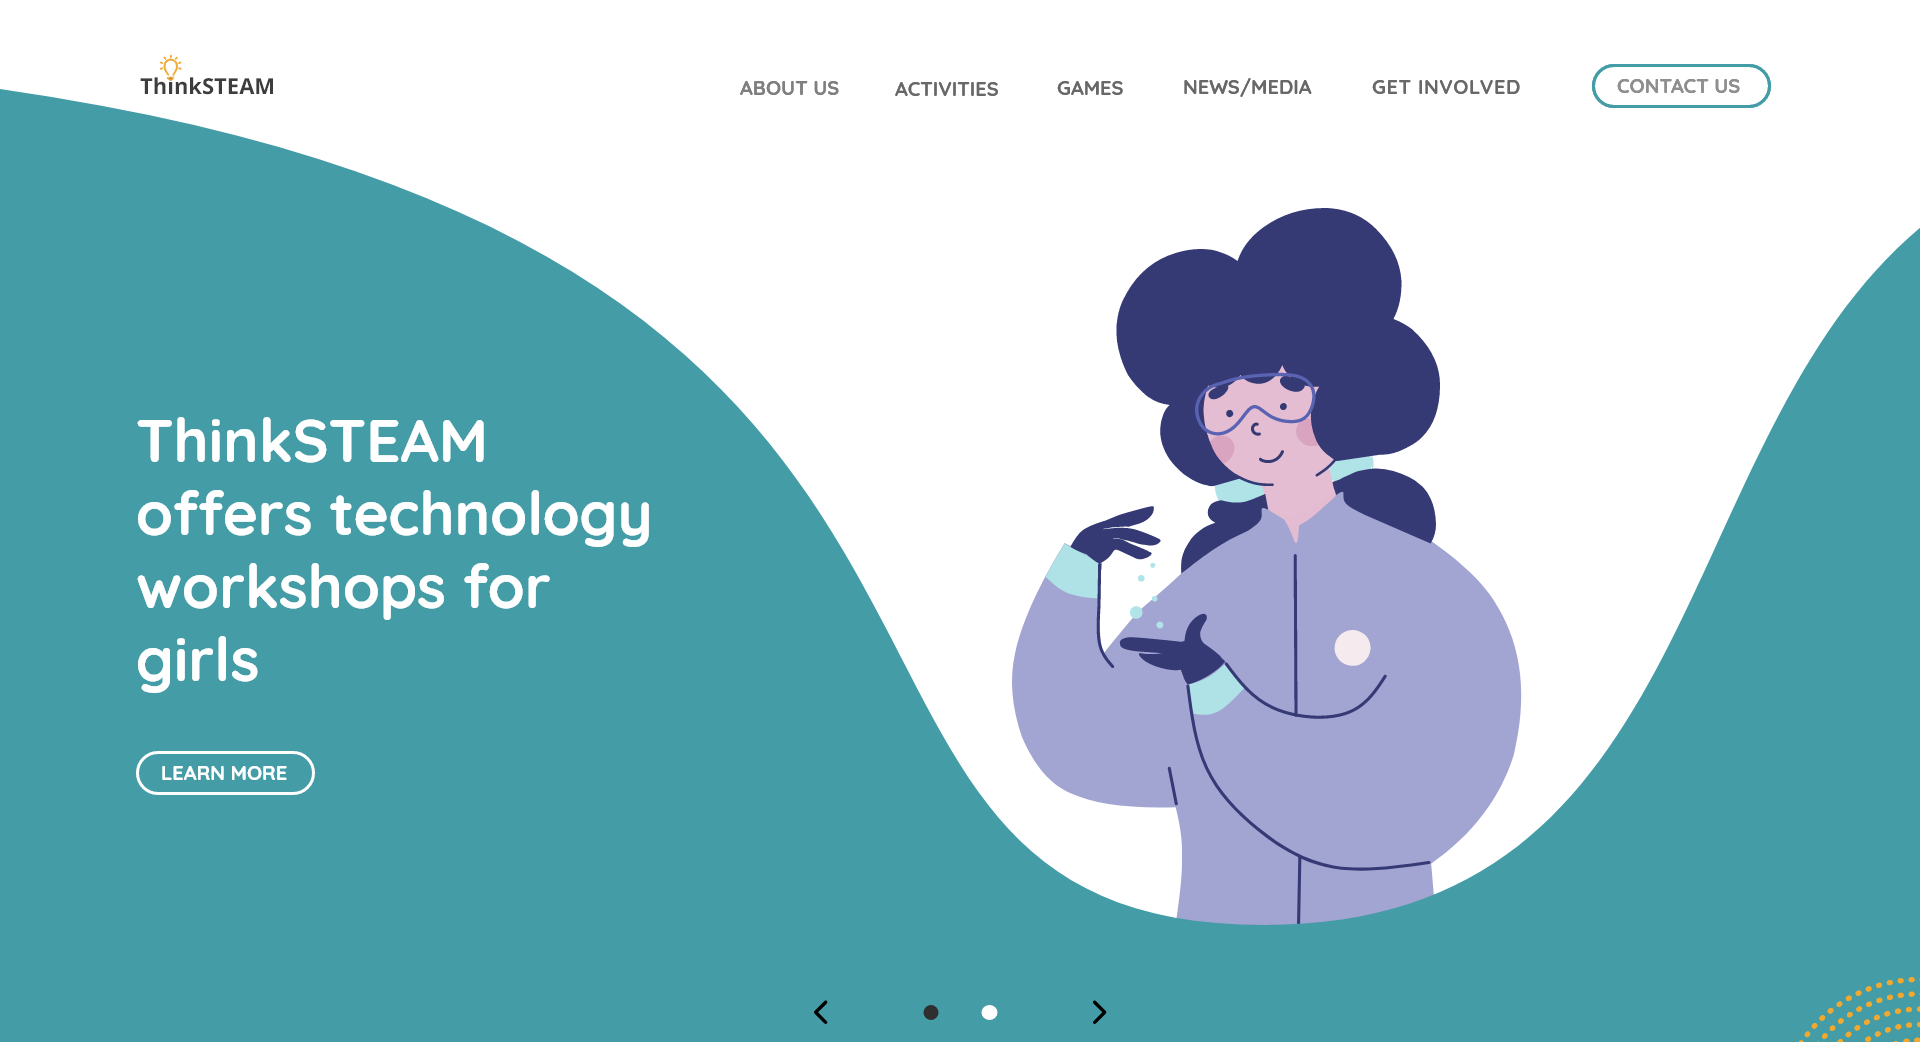 ThinkSTEAM
ABOUT US
ACTIVITIES
GAMES
NEWS/MEDIA
GET INVOLVED
CONTACT US
ThinkSTEAM
offers technology
workshops for
girls
LEARN MORE